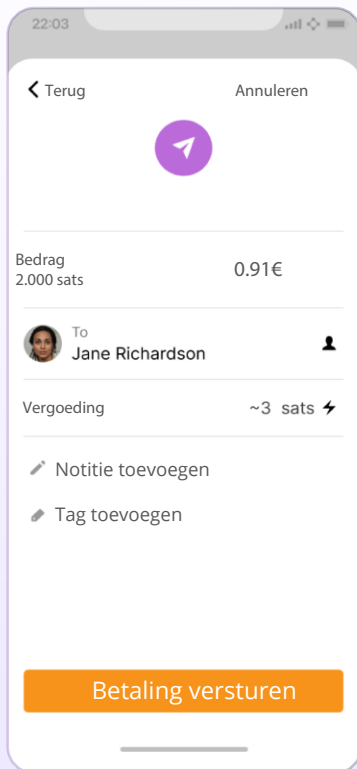 22:03
Terug
Annuleren
Bedrag
2.000 sats
0.91€
To
Jane Richardson
Vergoeding
~3 sats
Notitie toevoegen
Tag toevoegen
Betaling versturen